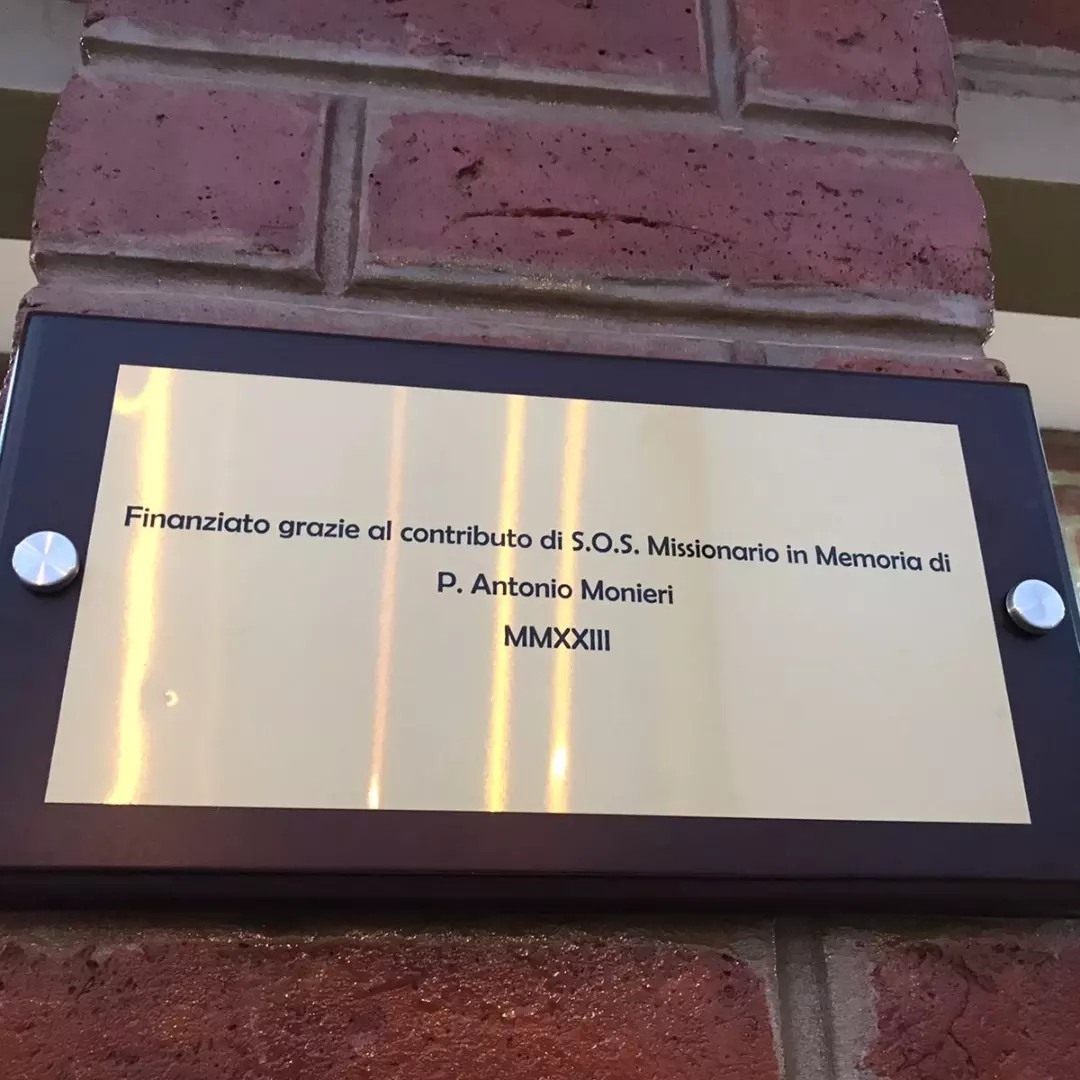 Finanziato grazie al contributo di S.O.S. Missionario in Memoria di
P. Antonio Monieri
MMXXIII